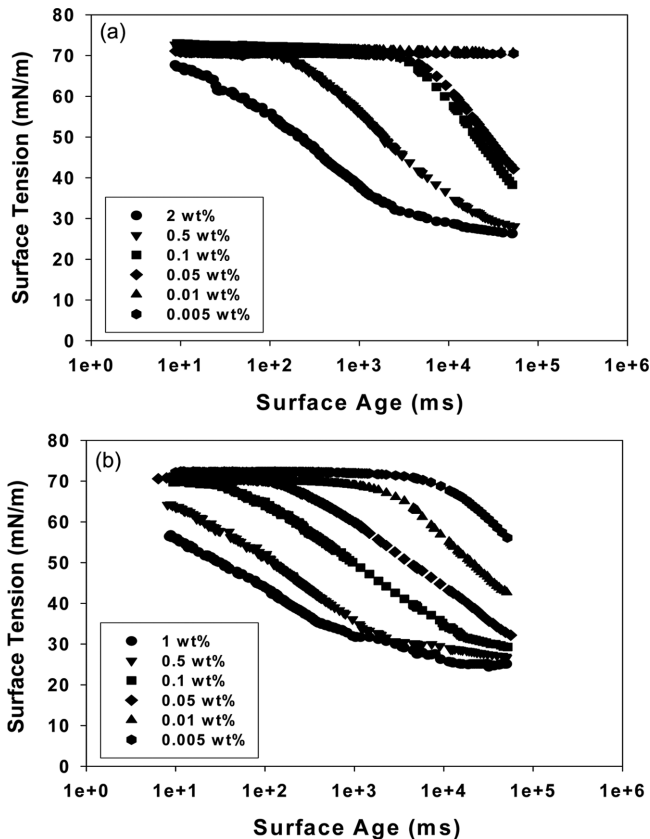 (a)
80
70
60
50
40
30
20
10
0
Surface Tension (mN/m)
2 wt%
0.5 wt%
0.1 wt%
0.05 wt%
0.01 wt%
0.005 wt%
1e+0 1e+1 1e+2 1e+3 1e+4 1e+5 1e+6
Surface Age (ms)
(b)
80
70
60
50
40
30
20
10
0
Surface Tension (mN/m)
1 wt%
0.5 wt%
0.1 wt%
0.05 wt%
0.01 wt%
0.005 wt%
1e+0 1e+1 1e+2 1e+3 1e+4 1e+5 1e+6
Surface Age (ms)